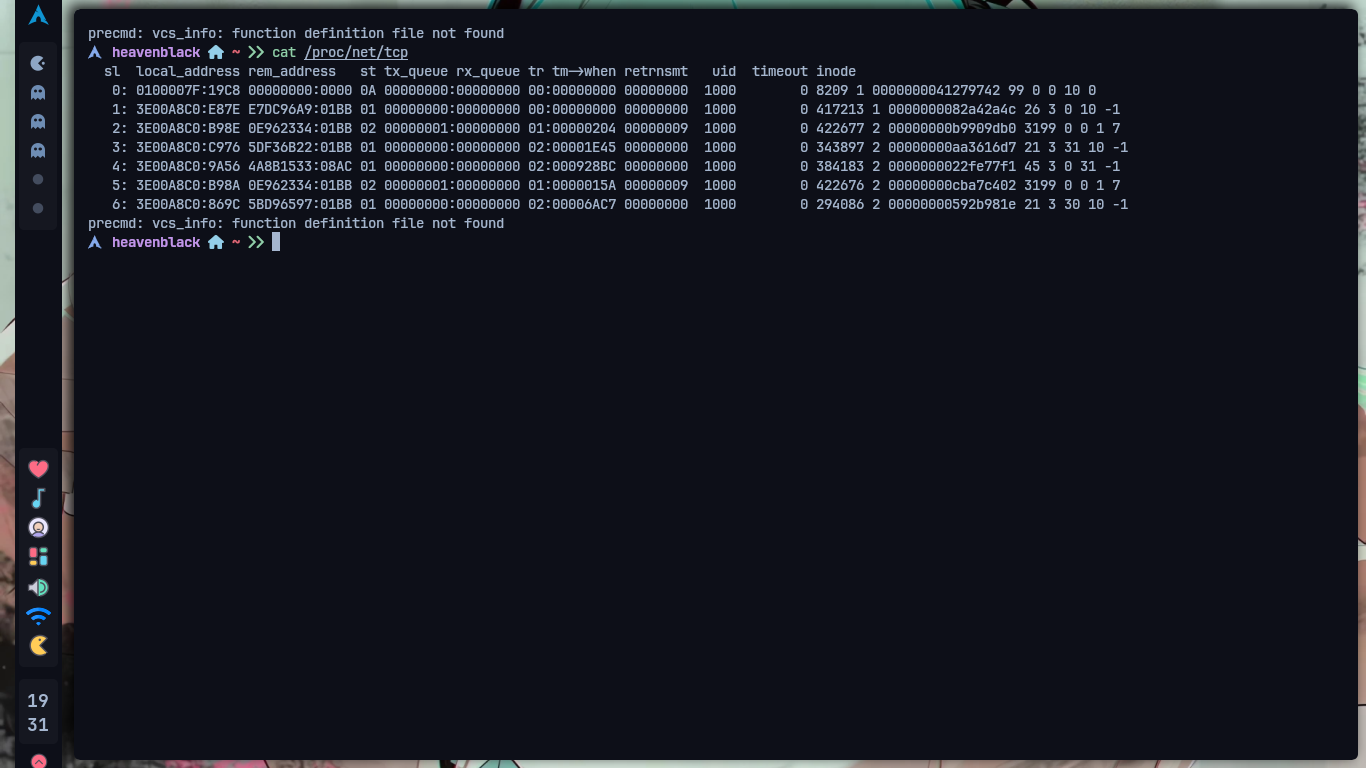 precmd: vcs_info: function definition file not found
heavenblack ~ >> cat /proc/net/tcp
sl local_address rem_address st tx_queue rx_queue tr tm->when retrnsmt uid timeout inode
0: 0100007F:19C8 00000000:0000 0A 00000000:00000000 00:00000000 00000000 1000 0 8209 1 0000000041279742 99 0 0 10 0
1: 3E00A8C0:E87E E7DC96A9:01BB 01 00000000:00000000 00:00000000 00000000 1000 0 417213 1 0000000082a42a4c 26 3 0 10 -1
2: 3E00A8C0:B98E 0E962334:01BB 02 00000001:00000000 01:00000204 00000009 1000 0 422677 2 00000000b9909db0 3199 0 0 1 7
3: 3E00A8C0:C976 5DF36B22:01BB 01 00000000:00000000 02:00001E45 00000000 1000 0 343897 2 00000000aa3616d7 21 3 31 10 -1
4: 3E00A8C0:9A56 4A8B1533:08AC 01 00000000:00000000 02:000928BC 00000000 1000 0 384183 2 0000000022fe77f1 45 3 0 31 -1
5: 3E00A8C0:B98A 0E962334:01BB 02 00000001:00000000 01:0000015A 00000009 1000 0 422676 2 00000000cba7c402 3199 0 0 1 7
6: 3E00A8C0:869C 5BD96597:01BB 01 00000000:00000000 02:00006AC7 00000000 1000 0 294086 2 00000000592b981e 21 3 30 10 -1
precmd: vcs_info: function definition file not found
heavenblack ~ >>
19
31